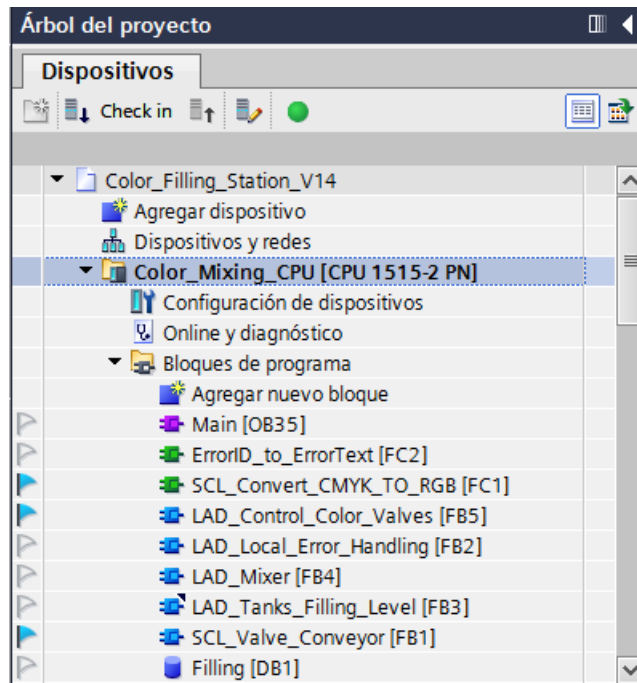 Árbol del proyecto
Dispositivos
Check in
Color_Filling_Station_V14
Agregar dispositivo
Dispositivos y redes
Color_Mixing_CPU [CPU 1515-2 PN]
Configuración de dispositivos
Online y diagnóstico
Bloques de programa
Agregar nuevo bloque
Main [OB35]
ErrorID_to_ErrorText [FC2]
SCL_Convert_CMYK_TO_RGB [FC1]
LAD_Control_Color_Valves [FB5]
LAD_Local_Error_Handling [FB2]
LAD_Mixer [FB4]
LAD_Tanks_Filling_Level [FB3]
SCL_Valve_Conveyor [FB1]
Filling [DB1]